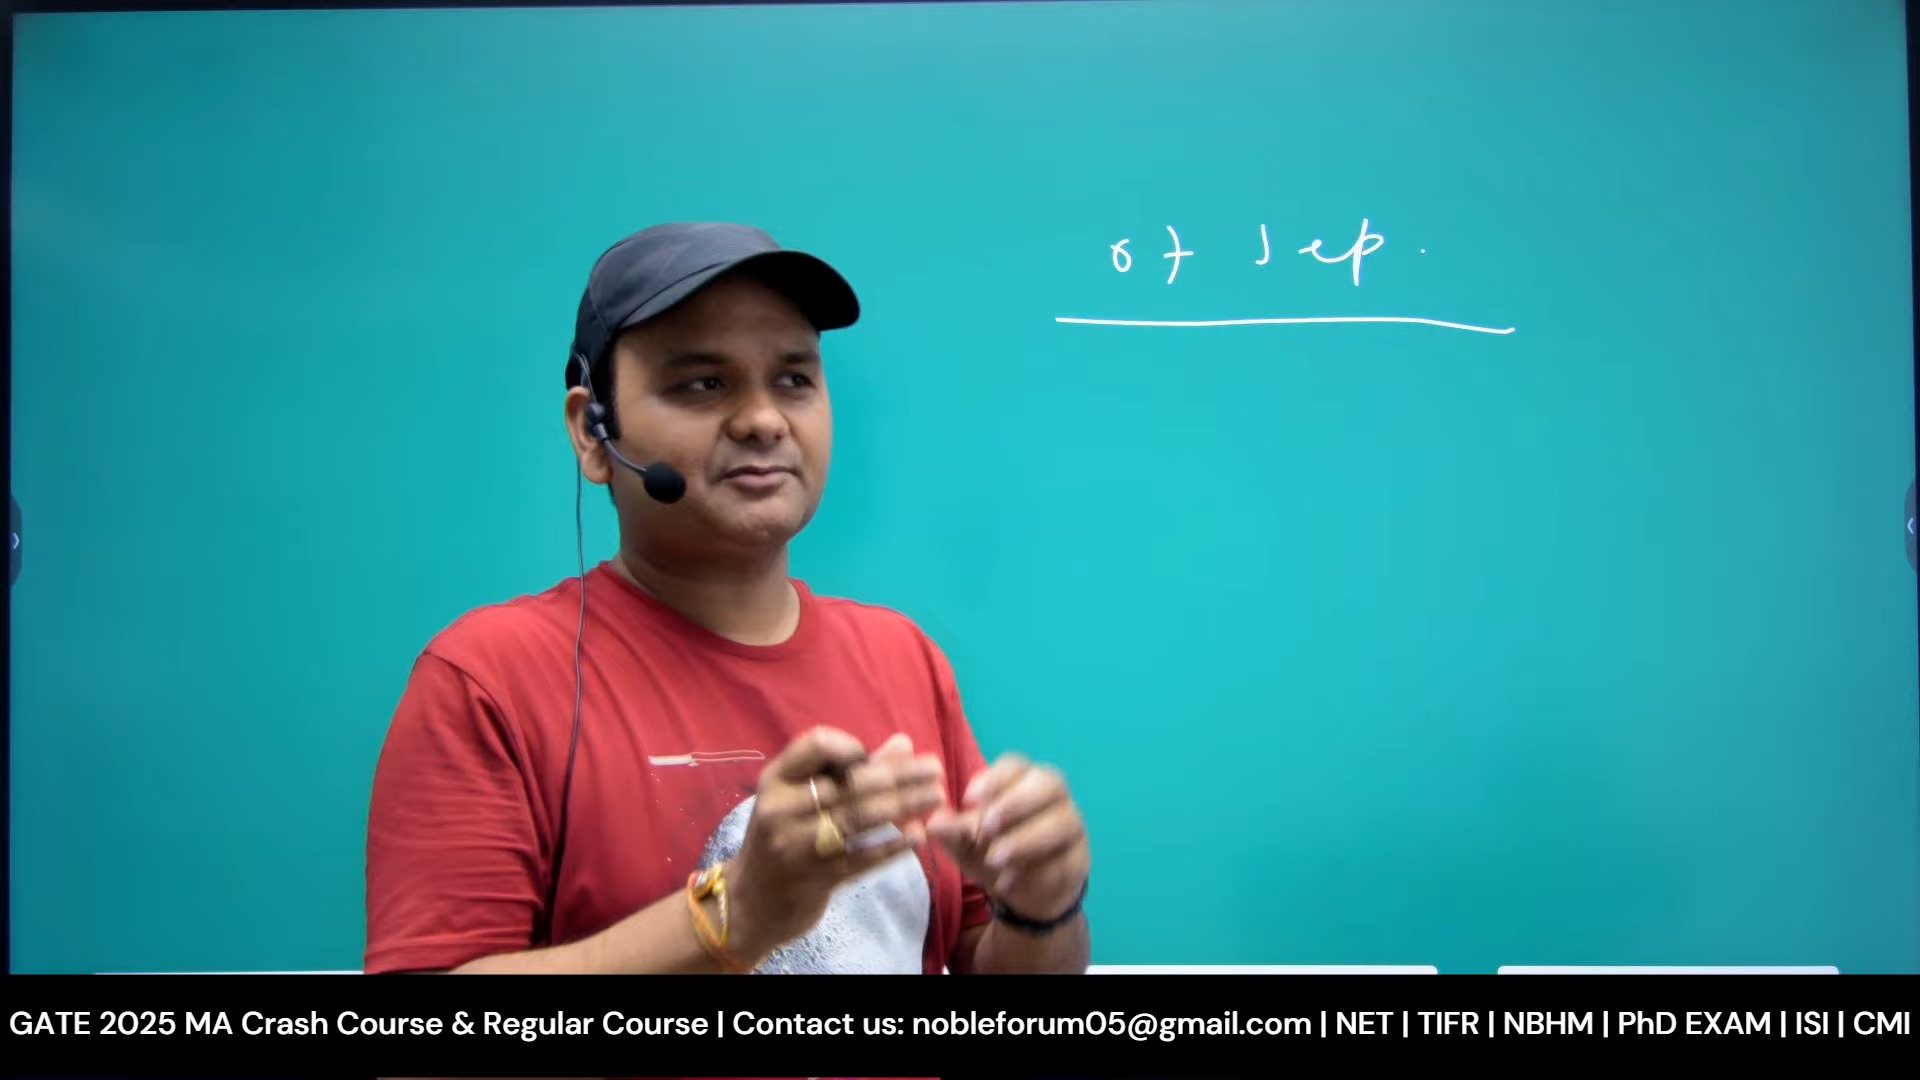 07 Sep.
GATE 2025 MA Crash Course & Regular Course | Contact us: nobleforum05@gmail.com | NET | TIFR | NBHM | PhD EXAM | ISI | CMI